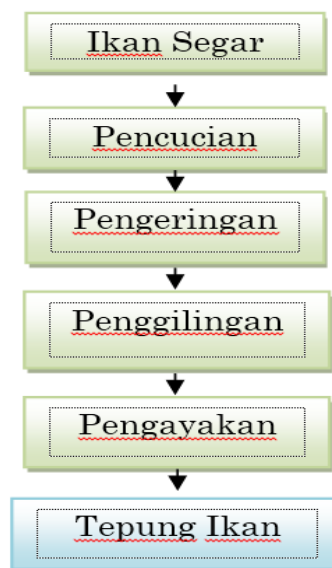 Ikan Segar
Pencucian
Pengeringan
Penggilingan
Pengayakan
Tepung Ikan